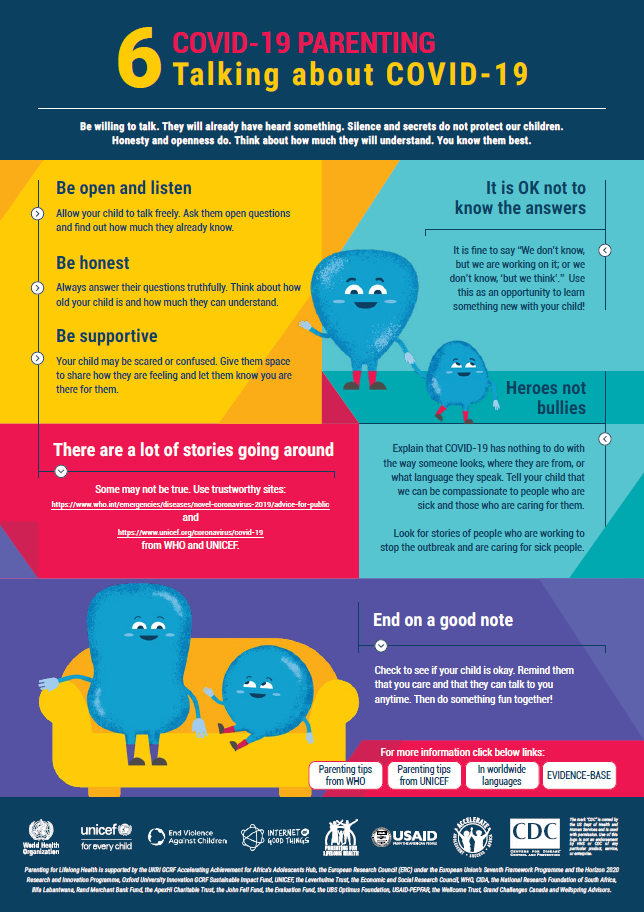 6
COVID-19 PARENTING
Talking about COVID-19
Be willing to talk. They will already have heard something. Silence and secrets do not protect our children.
Honesty and openness do. Think about how much they will understand. You know them best.
Be open and listen
Allow your child to talk freely. Ask them open questions
and find out how much they already know.
Be honest
Always answer their questions truthfully. Think about how
old your child is and how much they can understand.
Be supportive
Your child may be scared or confused. Give them space
to share how they are feeling and let them know you are
there for them.
It is OK not to
know the answers
It is fine to say “We don't know,
but we are working on it; or we
don't know, 'but we think'.” Use
this as an opportunity to learn
something new with your child!
Heroes not
bullies
Explain that COVID-19 has nothing to do with
the way someone looks, where they are from, or
what language they speak. Tell your child that
we can be compassionate to people who are
sick and those who are caring for them.
Look for stories of people who are working to
stop the outbreak and are caring for sick people.
There are a lot of stories going around
Some may not be true. Use trustworthy sites:
https://www.who.int/emergencies/diseases/novel-coronavirus-2019/advice-for-public
and
https://www.unicef.org/coronavirus/covid-19
from WHO and UNICEF.
End on a good note
Check to see if your child is okay. Remind them
that you care and that they can talk to you
anytime. Then do something fun together!
For more information click below links:
Parenting tips
from WHO
Parenting tips
from UNICEF
In worldwide
languages
EVIDENCE-BASE
World Health
Organization
unicef
for every child
End Violence
Against Children
INTERNET OF
GOOD THINGS
PARENTING FOR
LIFELONG HEALTH
USAID
FROM THE AMERICAN PEOPLE
ACCELERATE
CDC
CENTERS FOR DISEASE
CONTROL AND PREVENTION
The mark "CDC" is owned by
the US Dept of Health and
Human Services and is used
with permission. Use of this
logo is not an endorsement
by HHS or CDC of any
particular product, service,
or enterprise.
Parenting for Lifelong Health is supported by the UKRI GCRF Accelerating Achievement for Africa's Adolescents Hub, the European Research Council (ERC) under the European Union's Seventh Framework Programme and the Horizon 2020
Research and Innovation Programme, Oxford University Innovation GCRF Sustainable Impact Fund, UNICEF, the Leverhulme Trust, the Economic and Social Research Council, WHO, CIDA, the National Research Foundation of South Africa,
Ilifa Labantwana, Rand Merchant Bank Fund, the ApexHi Charitable Trust, the John Fell Fund, the Evaluation Fund, the UBS Optimus Foundation, USAID-PEPFAR, the Wellcome Trust, Grand Challenges Canada and Wellspring Advisors.